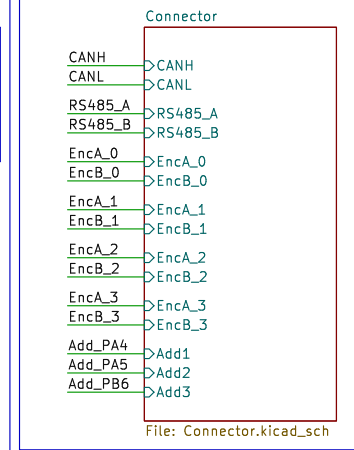 Connector
CANH CANH
CANL CANL
RS485_A RS485_A
RS485_B RS485_B
EncA_0 EncA_0
EncB_0 EncB_0
EncA_1 EncA_1
EncB_1 EncB_1
EncA_2 EncA_2
EncB_2 EncB_2
EncA_3 EncA_3
EncB_3 EncB_3
Add_PA4 Add1
Add_PA5 Add2
Add_PB6 Add3
File: Connector.kicad_sch